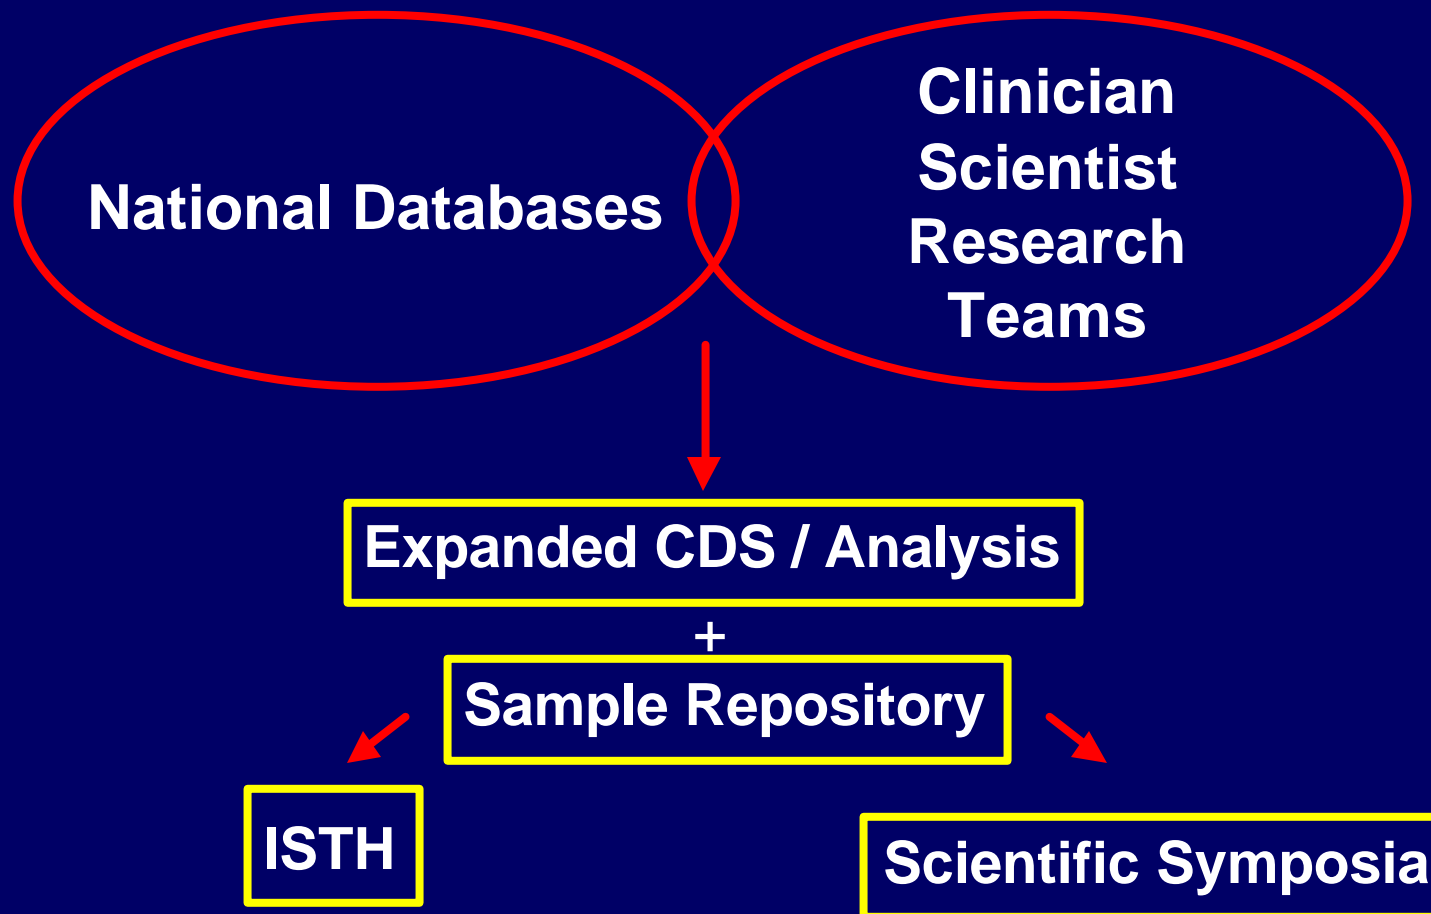 National Databases
Clinician
Scientist
Research
Teams
Expanded CDS / Analysis
+
Sample Repository
ISTH
Scientific Symposia